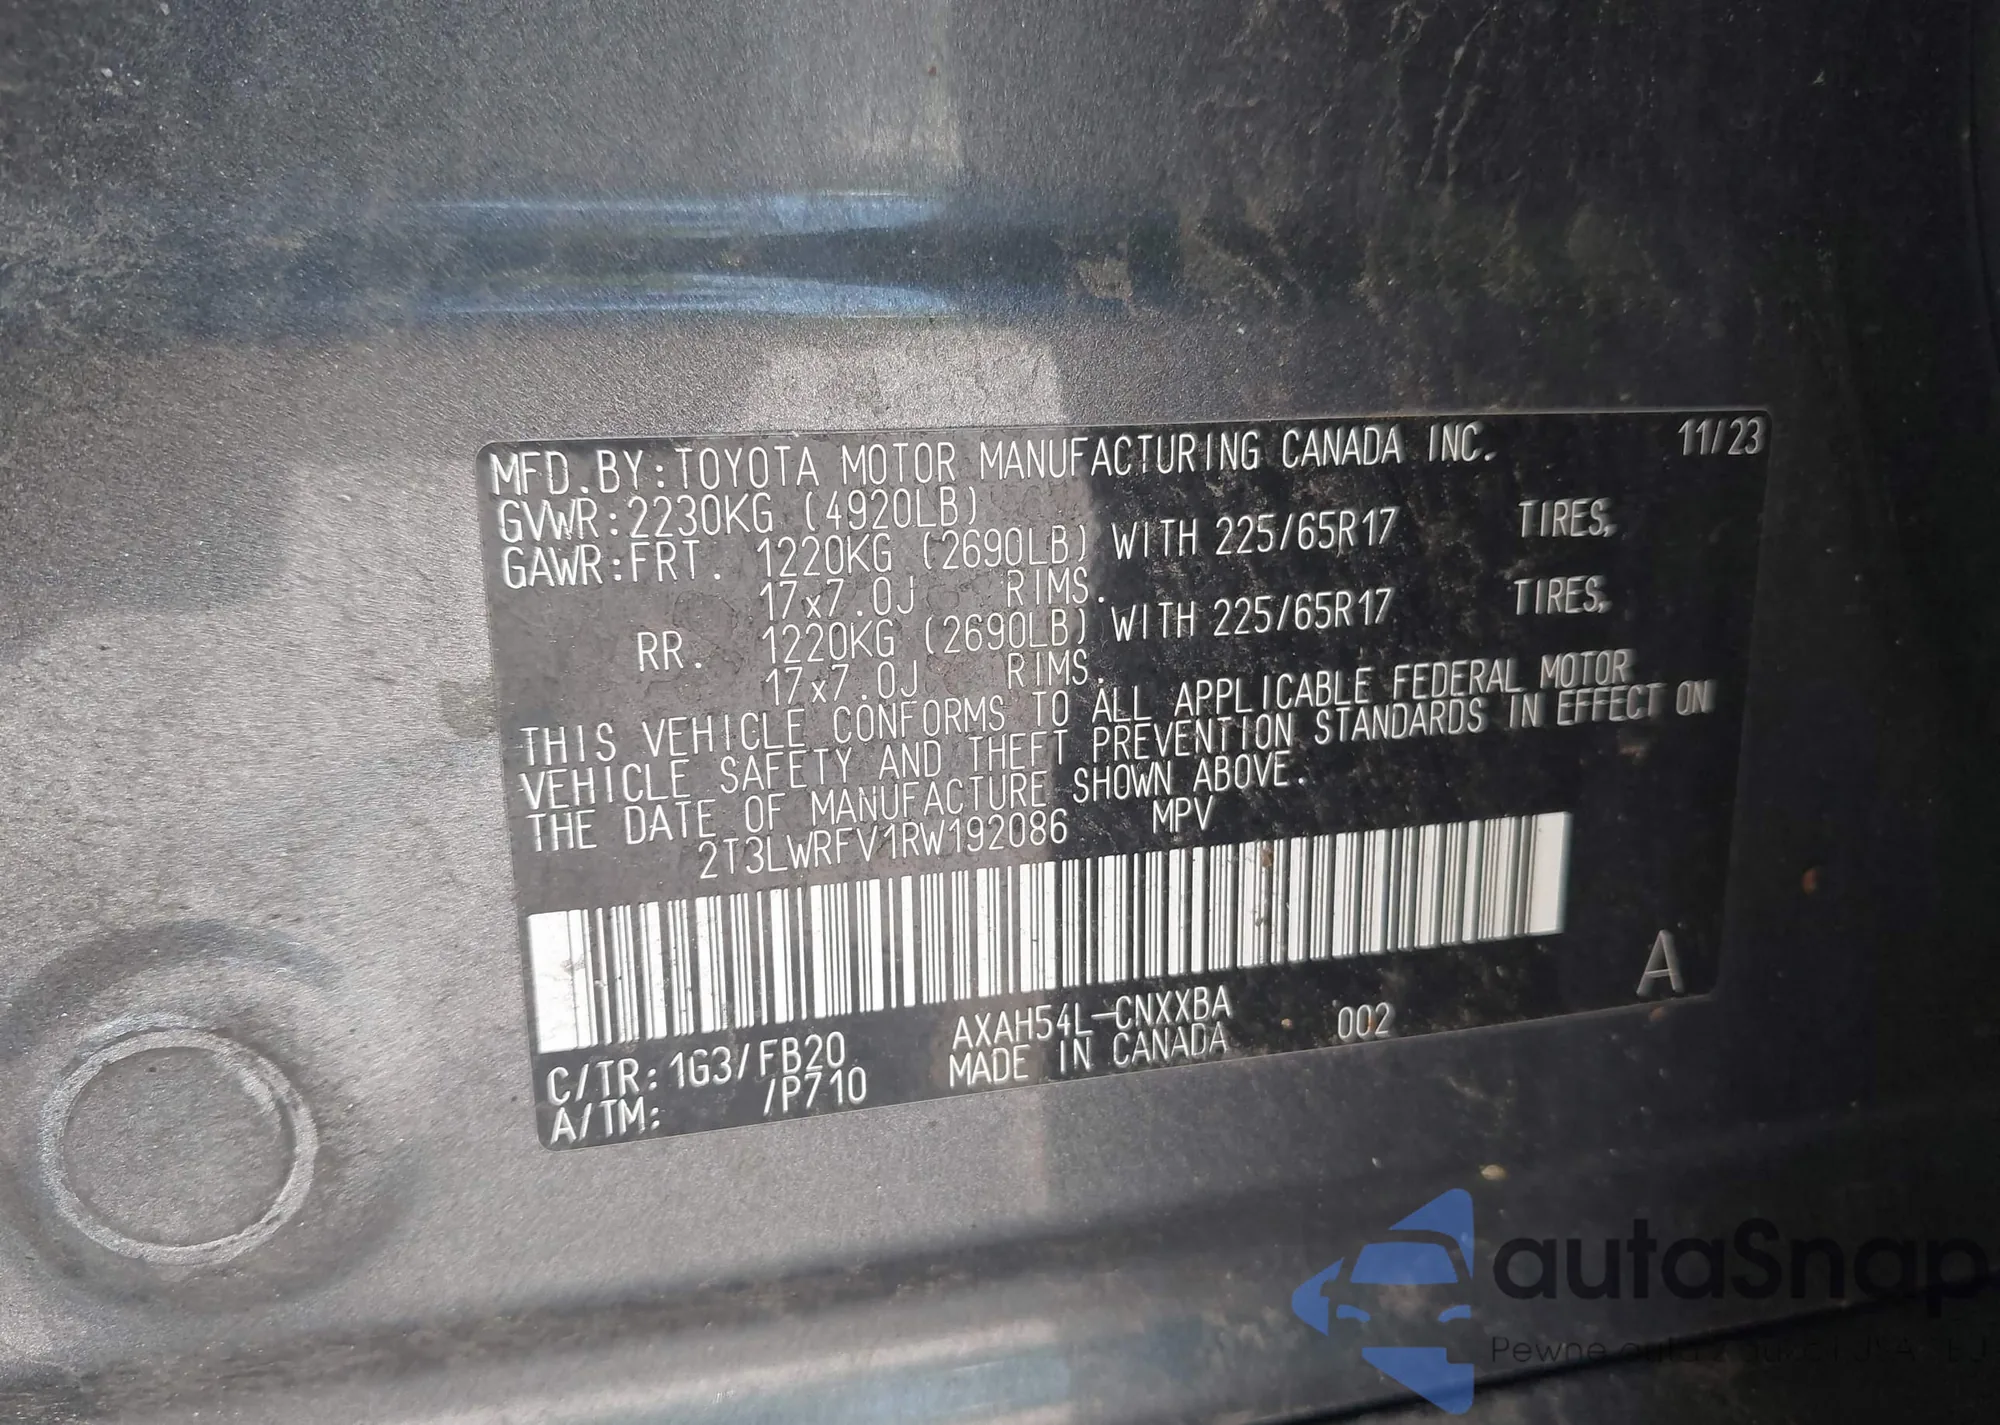 MFD.BY:TOYOTA MOTOR MANUFACTURING CANADA INC. 11/23
GVWR:2230KG (4920LB)
GAWR:FRT. 1220KG (2690LB) WITH 225/65R17 TIRES,
17x7.0J RIMS.
RR. 1220KG (2690LB) WITH 225/65R17 TIRES,
17x7.0J RIMS.
THIS VEHICLE CONFORMS TO ALL APPLICABLE FEDERAL MOTOR
VEHICLE SAFETY AND THEFT PREVENTION STANDARDS IN EFFECT ON
THE DATE OF MANUFACTURE SHOWN ABOVE.
2T3LWRFV1RW192086 MPV
A
C/TR:1G3/FB20 AXAH54L-CNXXBA 002
A/TM: /P710 MADE IN CANADA
autaSnap
Pewne auta z